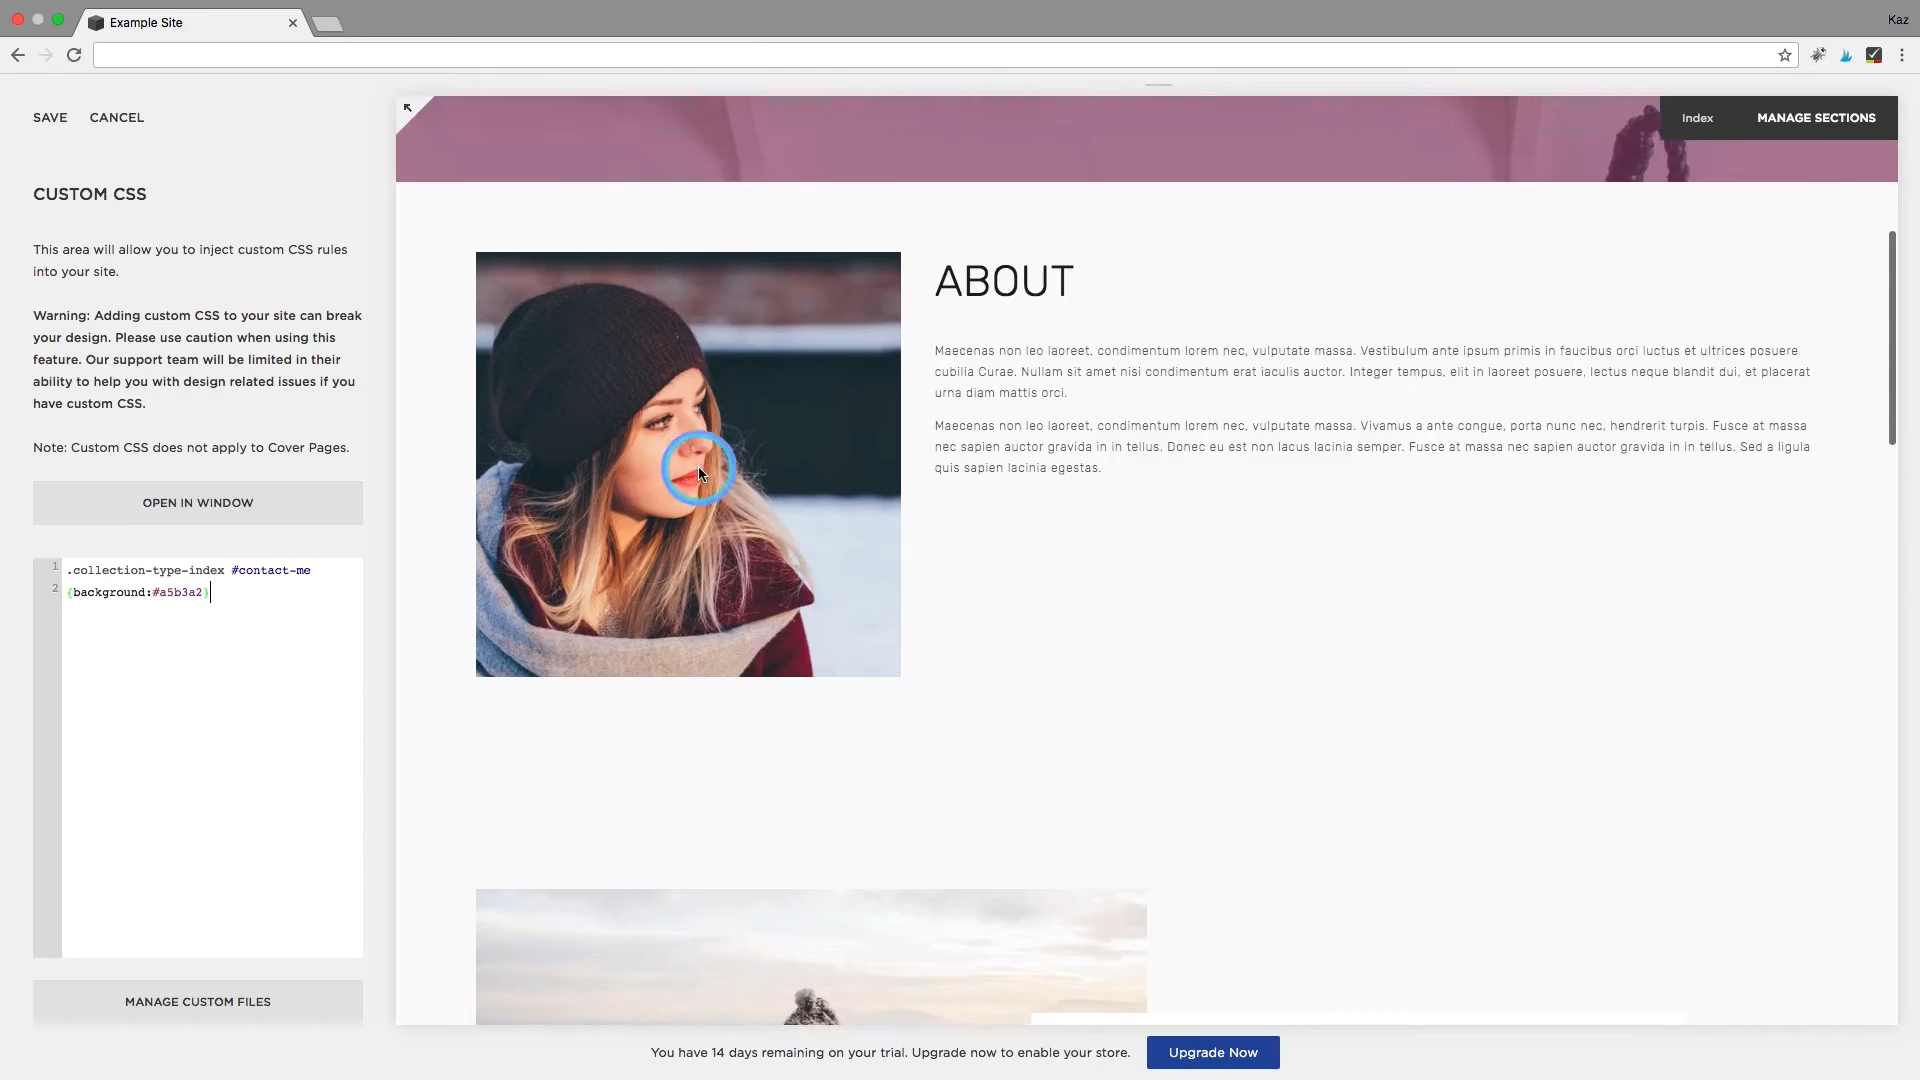 Example Site
Kaz
SAVE CANCEL
Index MANAGE SECTIONS
CUSTOM CSS
This area will allow you to inject custom CSS rules
into your site.
Warning: Adding custom CSS to your site can break
your design. Please use caution when using this
feature. Our support team will be limited in their
ability to help you with design related issues if you
have custom CSS.
Note: Custom CSS does not apply to Cover Pages.
OPEN IN WINDOW
1 .collection-type-index #contact-me
2 {background:#a5b3a2}
MANAGE CUSTOM FILES
ABOUT
Maecenas non leo laoreet, condimentum lorem nec, vulputate massa. Vestibulum ante ipsum primis in faucibus orci luctus et ultrices posuere
cubilia Curae. Nullam sit amet nisi condimentum erat iaculis auctor. Integer tempus, elit in laoreet posuere, lectus neque blandit dui, et placerat
urna diam mattis orci.
Maecenas non leo laoreet, condimentum lorem nec, vulputate massa. Vivamus a ante congue, porta nunc nec, hendrerit turpis. Fusce at massa
nec sapien auctor gravida in in tellus. Donec eu est non lacus lacinia semper. Fusce at massa nec sapien auctor gravida in in tellus. Sed a ligula
quis sapien lacinia egestas.
You have 14 days remaining on your trial. Upgrade now to enable your store.
Upgrade Now